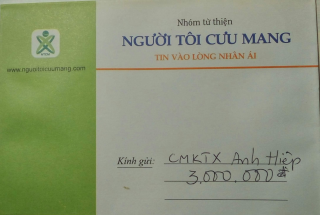 Nhóm từ thiện
NGƯỜI TÔI CƯU MANG
TIN VÀO LÒNG NHÂN ÁI
www.nguoitoicuumang.com
Kính gửi: CMKTX Anh Hiệp
3.000.000đ